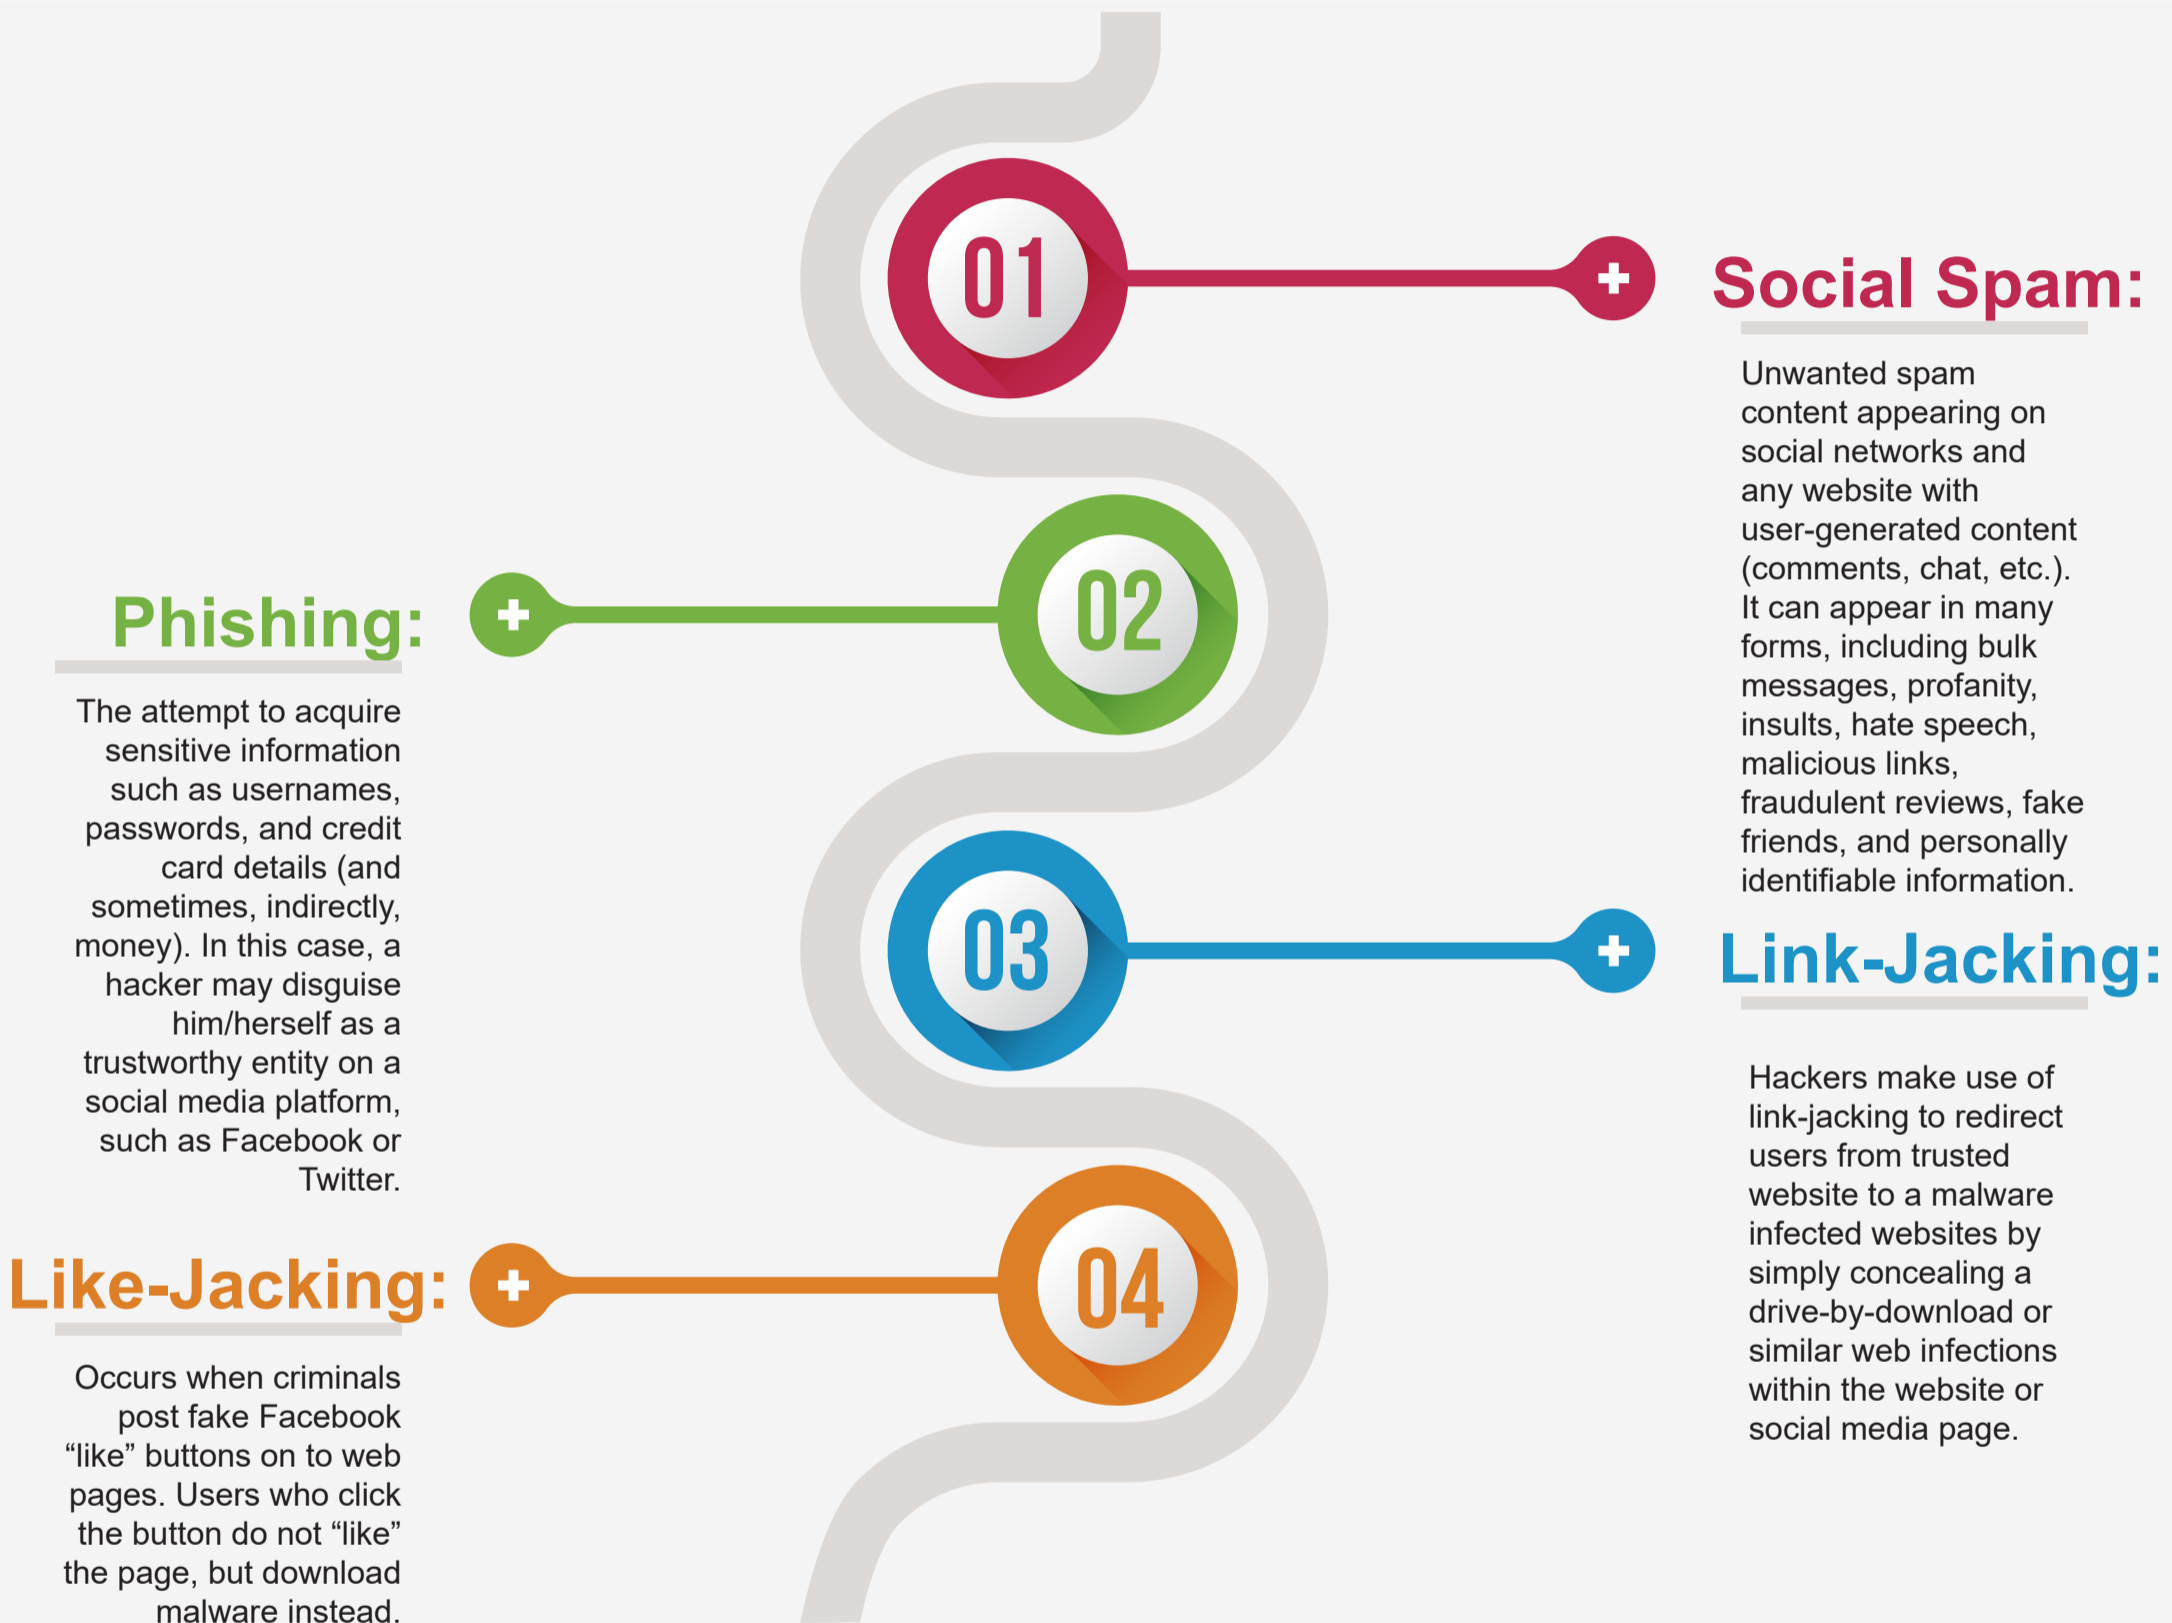 01
Social Spam:
Unwanted spam
content appearing on
social networks and
any website with
user-generated content
(comments, chat, etc.).
It can appear in many
forms, including bulk
messages, profanity,
insults, hate speech,
malicious links,
fraudulent reviews, fake
friends, and personally
identifiable information.
02
Phishing:
The attempt to acquire
sensitive information
such as usernames,
passwords, and credit
card details (and
sometimes, indirectly,
money). In this case, a
hacker may disguise
him/herself as a
trustworthy entity on a
social media platform,
such as Facebook or
Twitter.
03
Link-Jacking:
Hackers make use of
link-jacking to redirect
users from trusted
website to a malware
infected websites by
simply concealing a
drive-by-download or
similar web infections
within the website or
social media page.
04
Like-Jacking:
Occurs when criminals
post fake Facebook
“like” buttons on to web
pages. Users who click
the button do not “like”
the page, but download
malware instead.